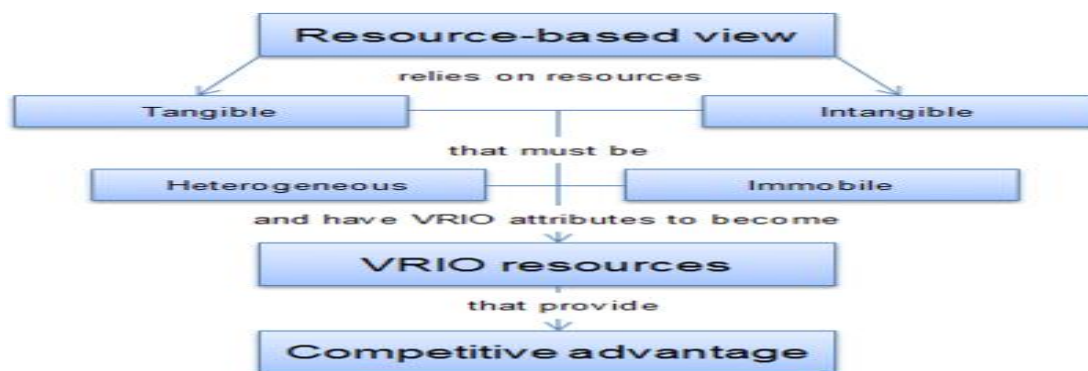 Resource-based view
relies on resources
Tangible
Intangible
that must be
Heterogeneous
Immobile
and have VRIO attributes to become
VRIO resources
that provide
Competitive advantage